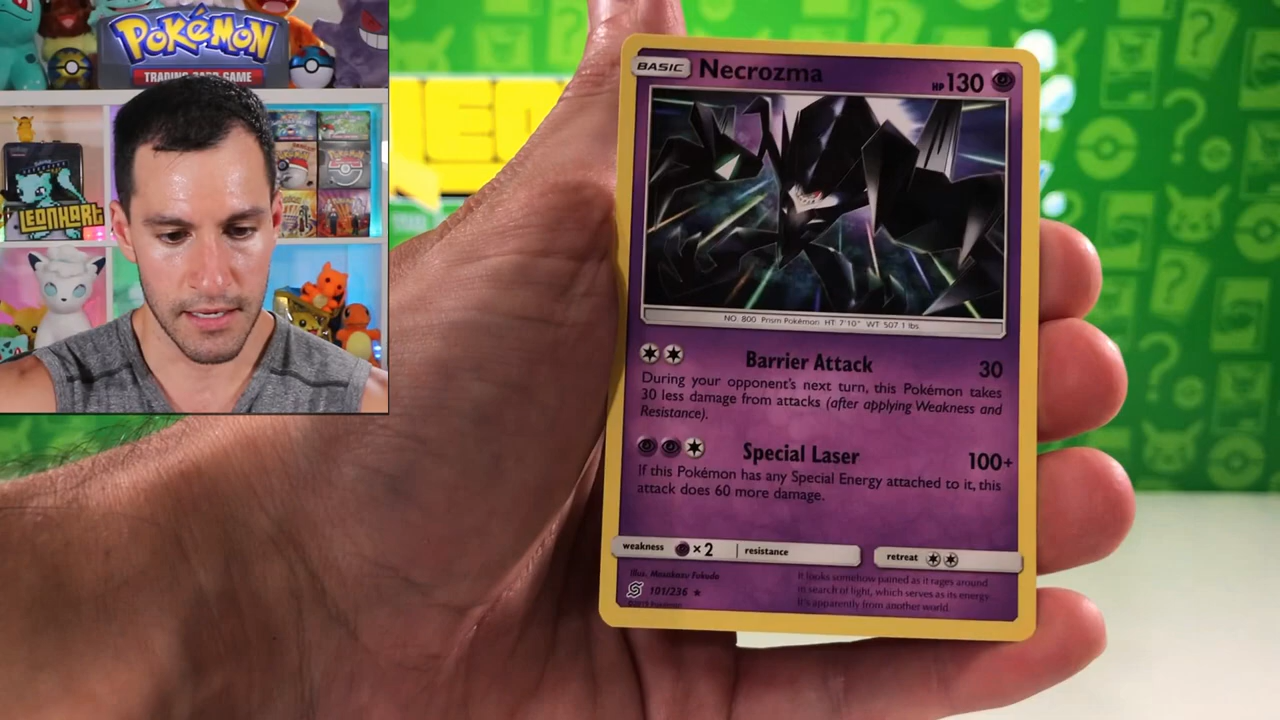 POKéMON
TRADING CARD GAME
LEONHART
BASIC Necrozma HP 130
NO. 800 Prism Pokémon HT: 7'10" WT: 507.1 lbs
Barrier Attack 30
During your opponent's next turn, this Pokémon takes
30 less damage from attacks (after applying Weakness and
Resistance).
Special Laser 100+
If this Pokémon has any Special Energy attached to it, this
attack does 60 more damage.
weakness ×2 resistance retreat
Illus. Masakazu Fukuda
101/236 ★
©2019 Pokémon
It looks somehow pained as it rages around
in search of light, which serves as its energy.
It's apparently from another world.